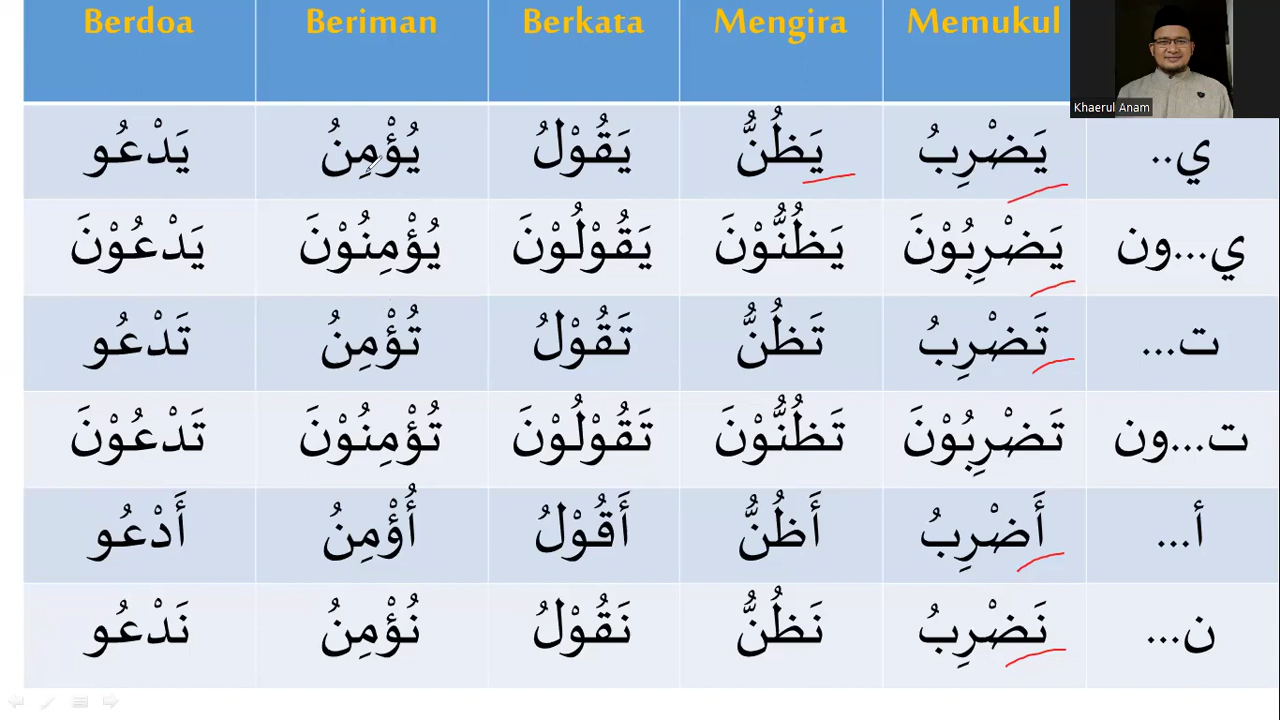 Berdoa Beriman Berkata Mengira Memukul
Khaerul Anam
ي.. يَضْرِبُ يَظُنُّ يَقُوْلُ يُؤْمِنُ يَدْعُو
ي...ون يَضْرِبُوْنَ يَظُنُّوْنَ يَقُوْلُوْنَ يُؤْمِنُوْنَ يَدْعُوْنَ
ت... تَضْرِبُ تَظُنُّ تَقُوْلُ تُؤْمِنُ تَدْعُو
ت...ون تَضْرِبُوْنَ تَظُنُّوْنَ تَقُوْلُوْنَ تُؤْمِنُوْنَ تَدْعُوْنَ
أ... أَضْرِبُ أَظُنُّ أَقُوْلُ أُؤْمِنُ أَدْعُو
ن... نَضْرِبُ نَظُنُّ نَقُوْلُ نُؤْمِنُ نَدْعُو